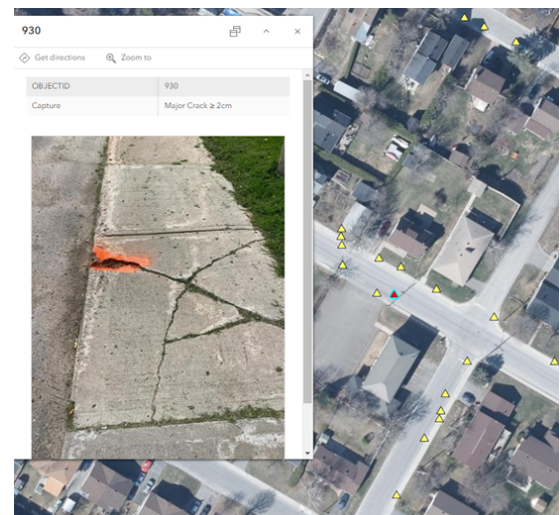 930
Get directions Zoom to
OBJECTID 930
Capture Major Crack ≥ 2cm